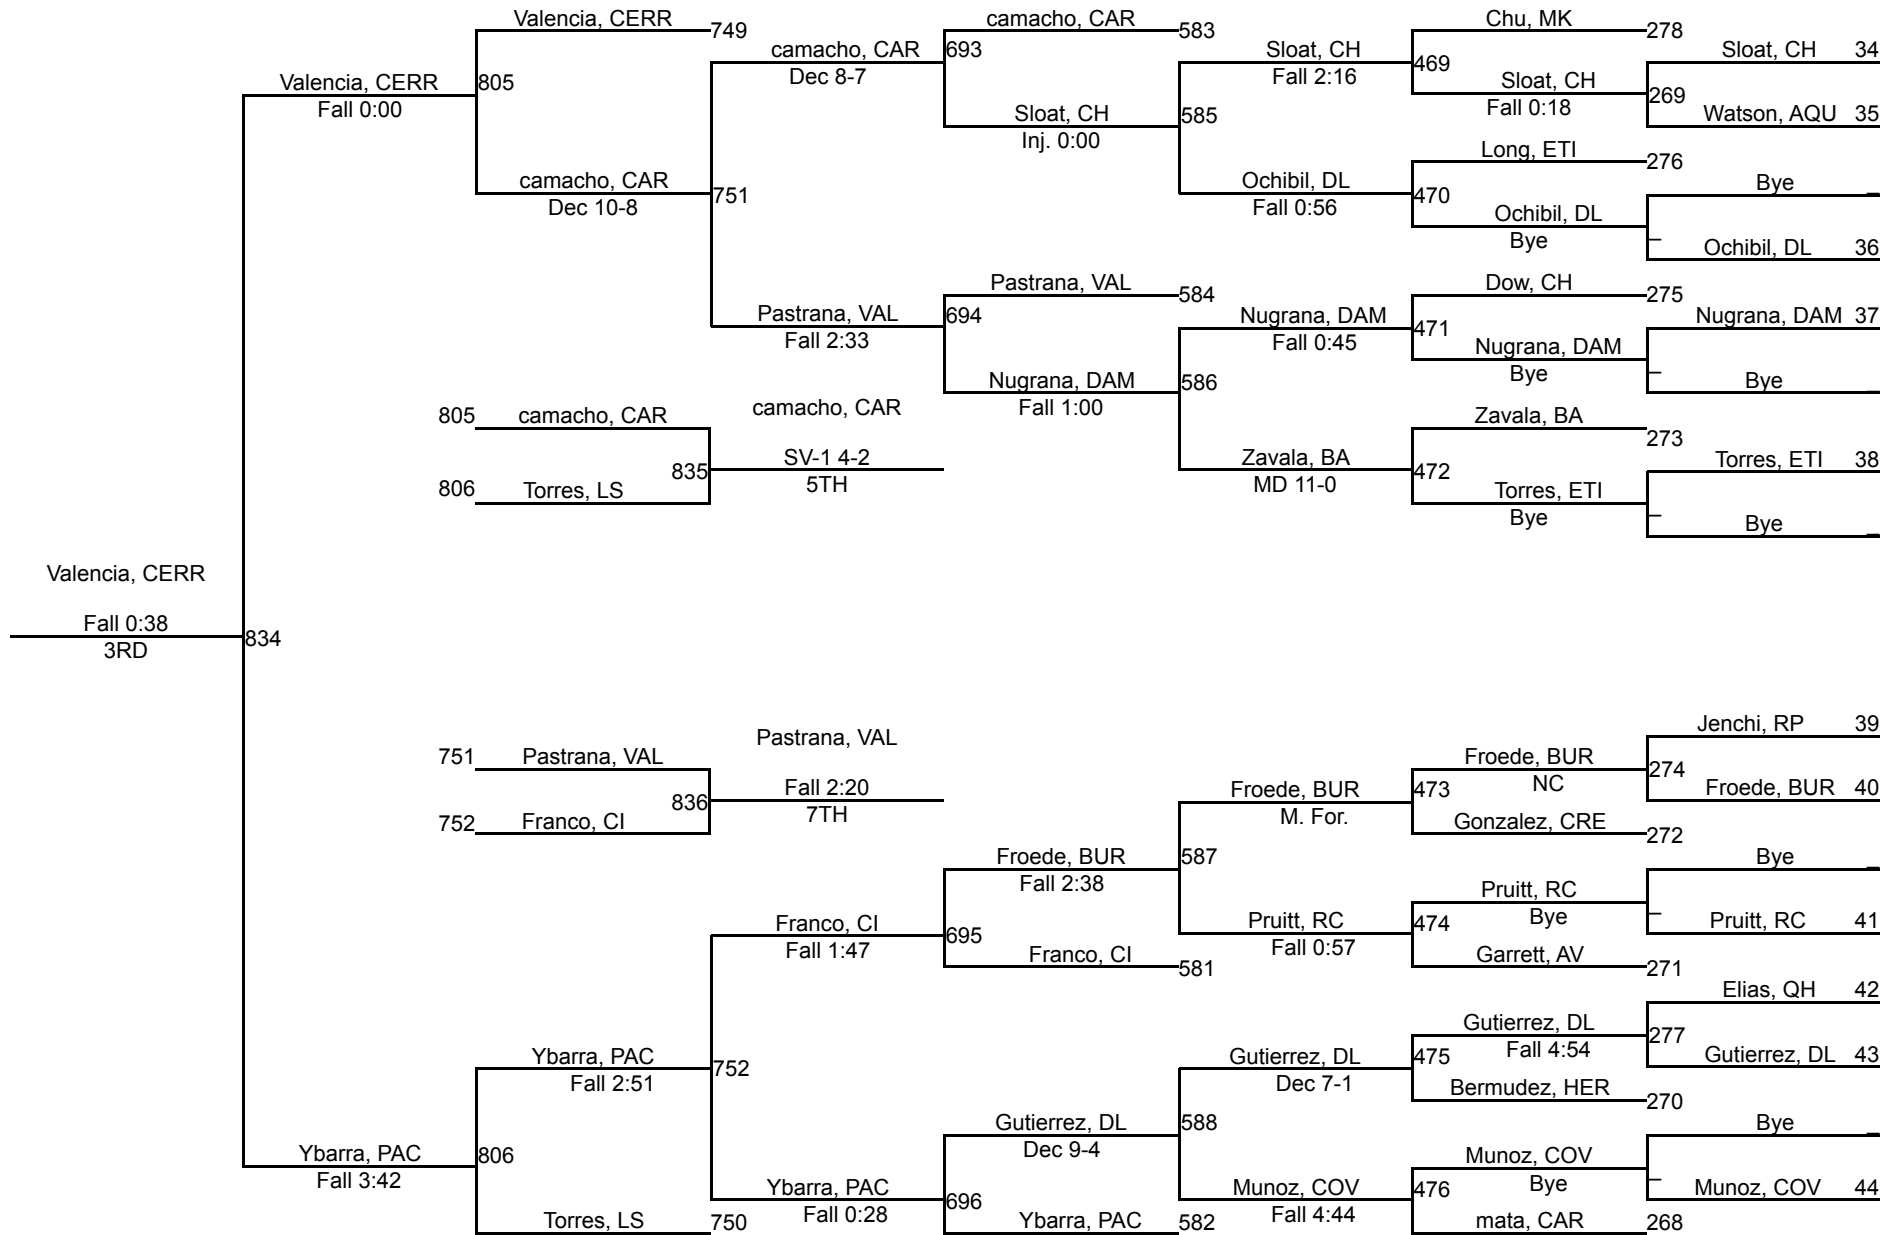 Valencia, CERR
749
camacho, CAR
583
Chu, MK
278
camacho, CAR
Dec 8-7
693
Sloat, CH
Fall 2:16
469
Sloat, CH 34
Valencia, CERR
Fall 0:00
805
Sloat, CH
Fall 0:18
269
Sloat, CH
Inj. 0:00
585
Watson, AQU 35
Long, ETI
276
camacho, CAR
Dec 10-8
751
Ochibil, DL
Fall 0:56
470
Bye _
Ochibil, DL
Bye
_
Ochibil, DL 36
Pastrana, VAL
584
Dow, CH
275
Pastrana, VAL
Fall 2:33
694
Nugrana, DAM
Fall 0:45
471
Nugrana, DAM 37
Nugrana, DAM
Bye
_
Nugrana, DAM
Fall 1:00
586
Bye _
805
camacho, CAR
camacho, CAR
Zavala, BA
273
835
SV-1 4-2
5TH
Zavala, BA
MD 11-0
472
Torres, ETI 38
806
Torres, LS
Torres, ETI
Bye
_
Bye _
Valencia, CERR
Fall 0:38
3RD
834
Jenchi, RP 39
751
Pastrana, VAL
Pastrana, VAL
Froede, BUR
NC
274
836
Fall 2:20
7TH
Froede, BUR
M. For.
473
Froede, BUR 40
752
Franco, CI
Gonzalez, CRE
272
Froede, BUR
Fall 2:38
587
Bye _
Pruitt, RC
Bye
_
Franco, CI
Fall 1:47
695
Pruitt, RC
Fall 0:57
474
Pruitt, RC 41
Franco, CI
581
Garrett, AV
271
Elias, QH 42
Gutierrez, DL
Fall 4:54
277
Ybarra, PAC
Fall 2:51
752
Gutierrez, DL
Dec 7-1
475
Gutierrez, DL 43
Bermudez, HER
270
Gutierrez, DL
Dec 9-4
588
Bye _
Ybarra, PAC
Fall 3:42
806
Munoz, COV
Bye
_
Ybarra, PAC
Fall 0:28
696
Munoz, COV
Fall 4:44
476
Munoz, COV 44
Torres, LS
750
Ybarra, PAC
582
mata, CAR
268